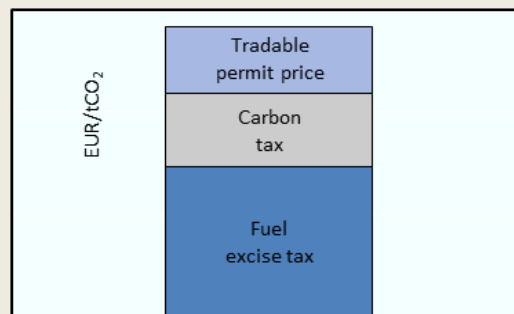 EUR/tCO₂
Tradable
permit price
Carbon
tax
Fuel
excise tax